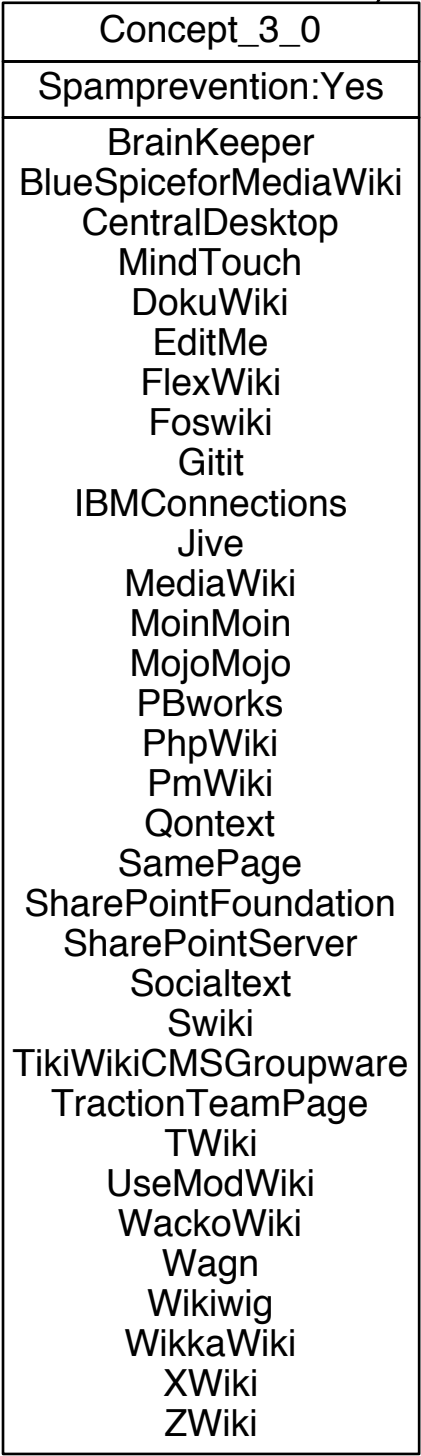 Concept_3_0
Spamprevention:Yes
BrainKeeper
BlueSpiceforMediaWiki
CentralDesktop
MindTouch
DokuWiki
EditMe
FlexWiki
Foswiki
Gitit
IBMConnections
Jive
MediaWiki
MoinMoin
MojoMojo
PBworks
PhpWiki
PmWiki
Qontext
SamePage
SharePointFoundation
SharePointServer
Socialtext
Swiki
TikiWikiCMSGroupware
TractionTeamPage
TWiki
UseModWiki
WackoWiki
Wagn
Wikiwig
WikkaWiki
XWiki
ZWiki